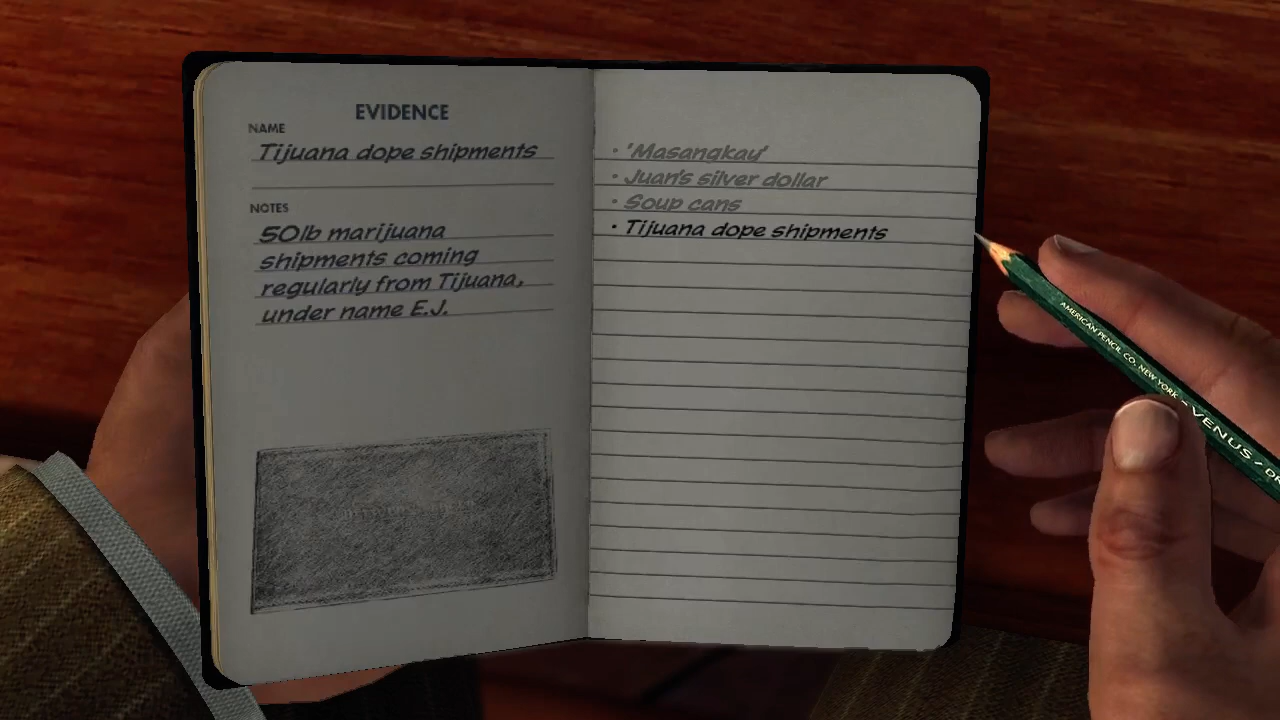 EVIDENCE
NAME
Tijuana dope shipments
NOTES
50lb marijuana
shipments coming
regularly from Tijuana,
under name E.J.
• 'Masangkay'
• Juan's silver dollar
• Soup cans
• Tijuana dope shipments
AMERICAN PENCIL CO. NEW YORK
VENUS / DR